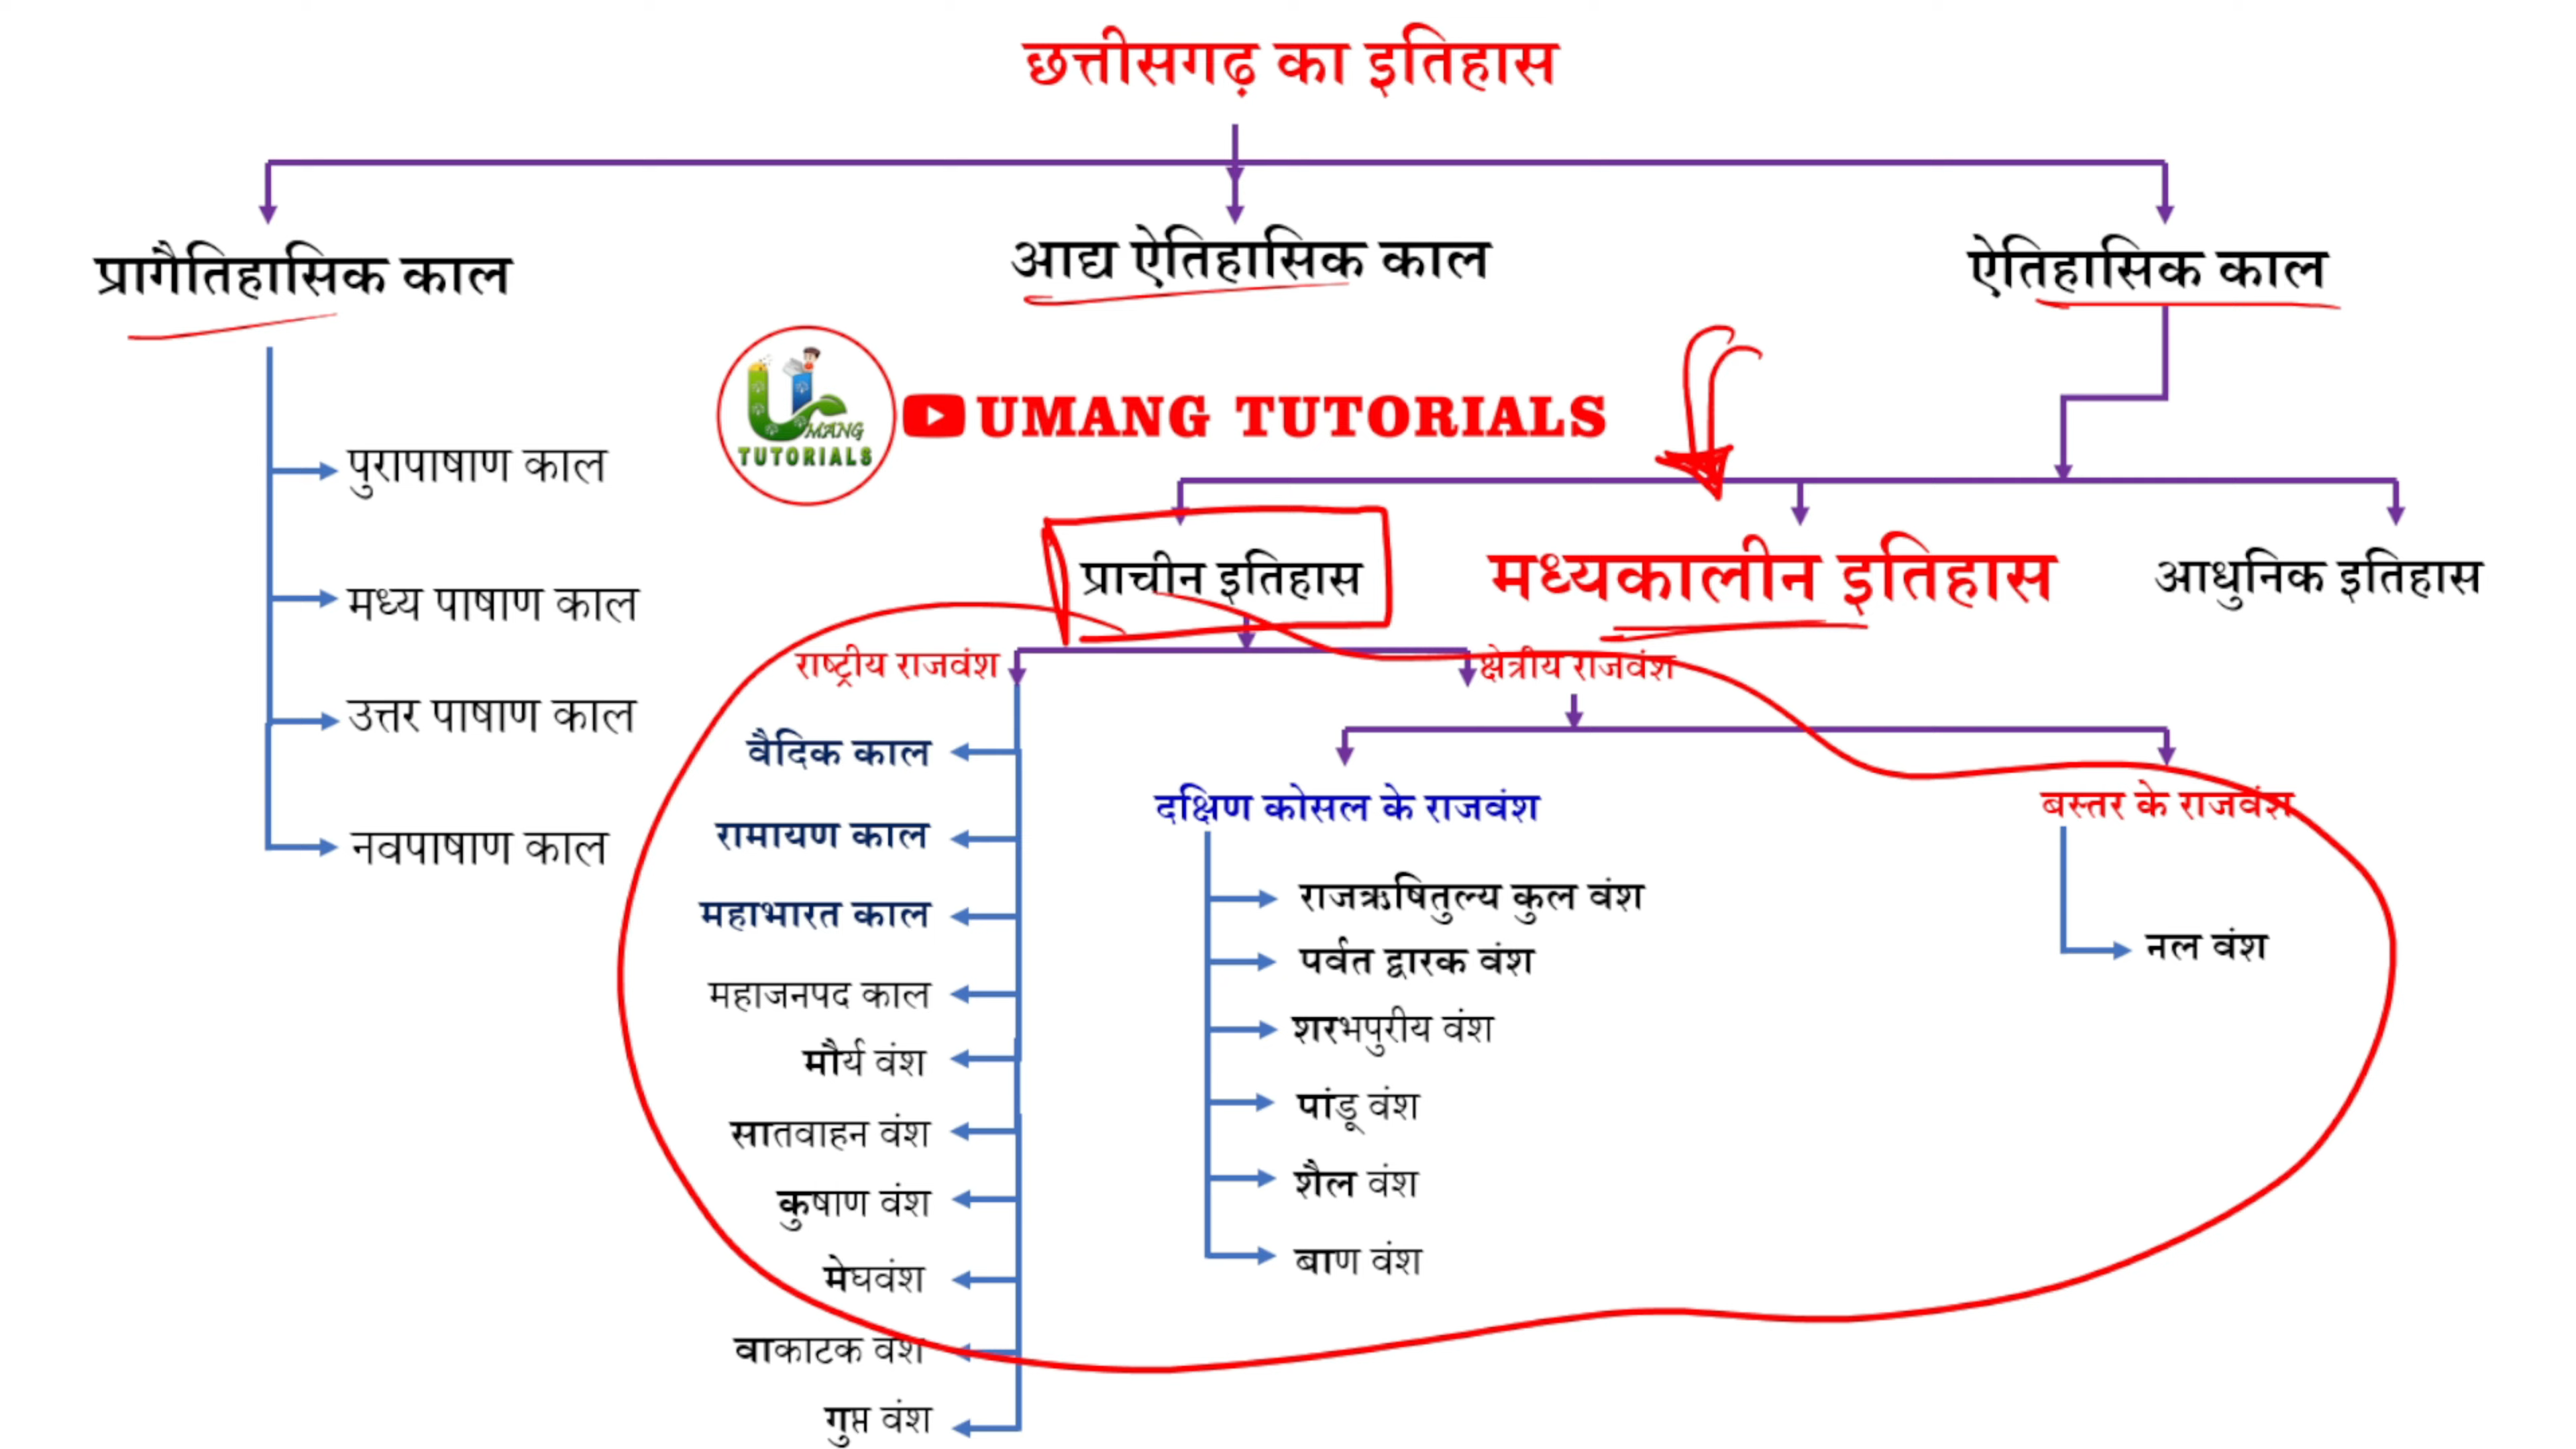 छत्तीसगढ़ का इतिहास
प्रागैतिहासिक काल
आद्य ऐतिहासिक काल
ऐतिहासिक काल
पुरापाषाण काल
मध्य पाषाण काल
उत्तर पाषाण काल
नवपाषाण काल
UMANG
TUTORIALS
UMANG TUTORIALS
प्राचीन इतिहास
मध्यकालीन इतिहास
आधुनिक इतिहास
राष्ट्रीय राजवंश
क्षेत्रीय राजवंश
वैदिक काल
रामायण काल
महाभारत काल
महाजनपद काल
मौर्य वंश
सातवाहन वंश
कुषाण वंश
मेघवंश
वाकाटक वंश
गुप्त वंश
दक्षिण कोसल के राजवंश
राजऋषितुल्य कुल वंश
पर्वत द्वारक वंश
शरभपुरीय वंश
पांडू वंश
शैल वंश
बाण वंश
बस्तर के राजवंश
नल वंश